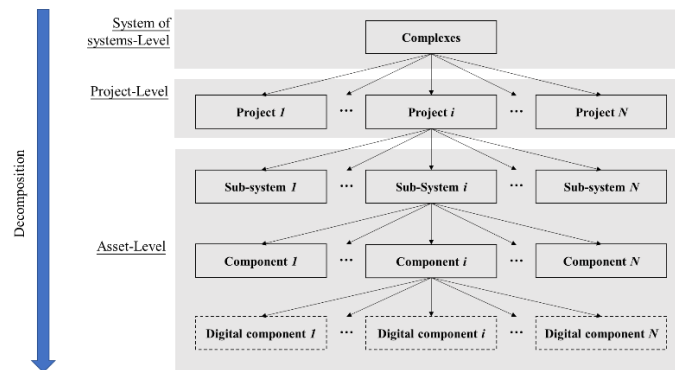 System of
systems-Level
Complexes
Project-Level
Project 1 ... Project i ... Project N
Decomposition
Sub-system 1 ... Sub-System i ... Sub-system N
Asset-Level
Component 1 ... Component i ... Component N
Digital component 1 ... Digital component i ... Digital component N